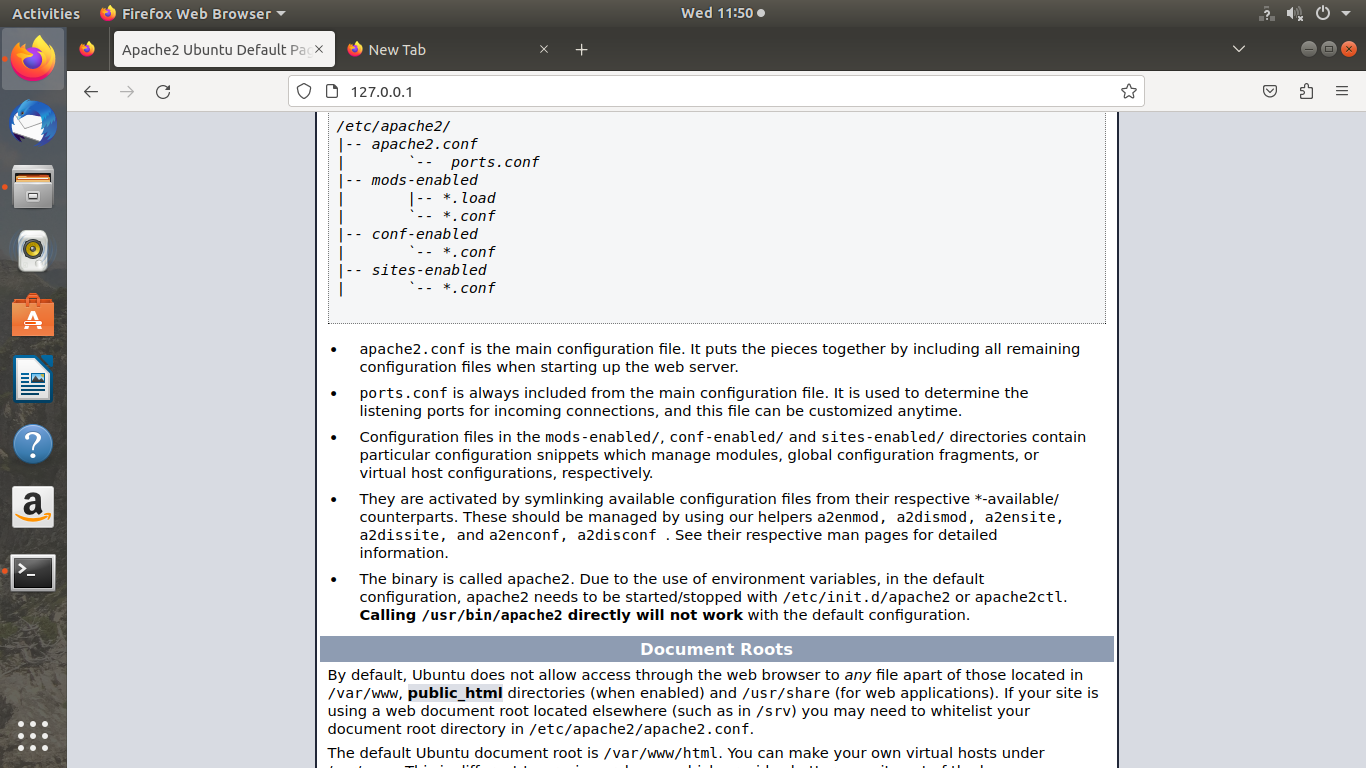 Activities
Firefox Web Browser
Wed 11:50
Apache2 Ubuntu Default Pa
New Tab
127.0.0.1
/etc/apache2/
|-- apache2.conf
|       `--  ports.conf
|-- mods-enabled
|       |-- *.load
|       `-- *.conf
|-- conf-enabled
|       `-- *.conf
|-- sites-enabled
|       `-- *.conf
• apache2.conf is the main configuration file. It puts the pieces together by including all remaining
configuration files when starting up the web server.
• ports.conf is always included from the main configuration file. It is used to determine the
listening ports for incoming connections, and this file can be customized anytime.
• Configuration files in the mods-enabled/, conf-enabled/ and sites-enabled/ directories contain
particular configuration snippets which manage modules, global configuration fragments, or
virtual host configurations, respectively.
• They are activated by symlinking available configuration files from their respective *-available/
counterparts. These should be managed by using our helpers a2enmod, a2dismod, a2ensite,
a2dissite, and a2enconf, a2disconf . See their respective man pages for detailed
information.
• The binary is called apache2. Due to the use of environment variables, in the default
configuration, apache2 needs to be started/stopped with /etc/init.d/apache2 or apache2ctl.
Calling /usr/bin/apache2 directly will not work with the default configuration.
Document Roots
By default, Ubuntu does not allow access through the web browser to any file apart of those located in
/var/www, public_html directories (when enabled) and /usr/share (for web applications). If your site is
using a web document root located elsewhere (such as in /srv) you may need to whitelist your
document root directory in /etc/apache2/apache2.conf.
The default Ubuntu document root is /var/www/html. You can make your own virtual hosts under